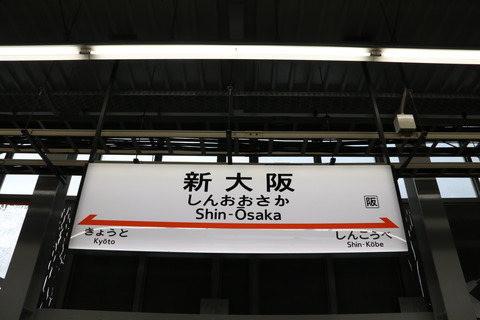 新大阪
しんおおさか
Shin-Ōsaka
阪
きょうと
Kyōto
しんこうべ
Shin-Kōbe